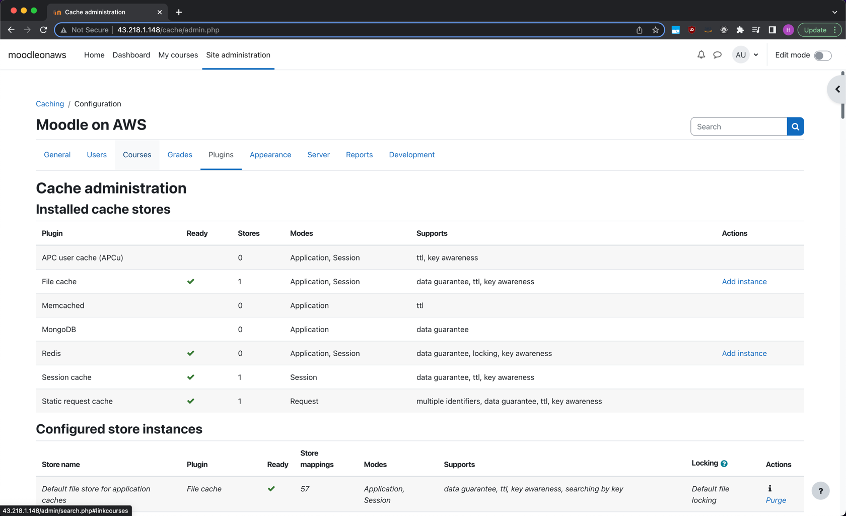 Cache administration
Update
Not Secure | 43.218.1.148/cache/admin.php
moodleonaws
Home Dashboard My courses Site administration
AU
Edit mode
Caching / Configuration
Moodle on AWS
Search
General Users Courses Grades Plugins Appearance Server Reports Development
Cache administration
Installed cache stores
Plugin Ready Stores Modes Supports Actions
APC user cache (APCu) 0 Application, Session ttl, key awareness
File cache 1 Application, Session data guarantee, ttl, key awareness Add instance
Memcached 0 Application ttl
MongoDB 0 Application data guarantee
Redis 0 Application, Session data guarantee, locking, key awareness Add instance
Session cache 1 Session data guarantee, ttl, key awareness
Static request cache 1 Request multiple identifiers, data guarantee, ttl, key awareness
Configured store instances
Store name Plugin Ready Store mappings Modes Supports Locking ? Actions
Default file store for application caches File cache 57 Application, Session data guarantee, ttl, key awareness, searching by key Default file locking Purge
?
43.218.1.148/admin/search.php#linkcourses